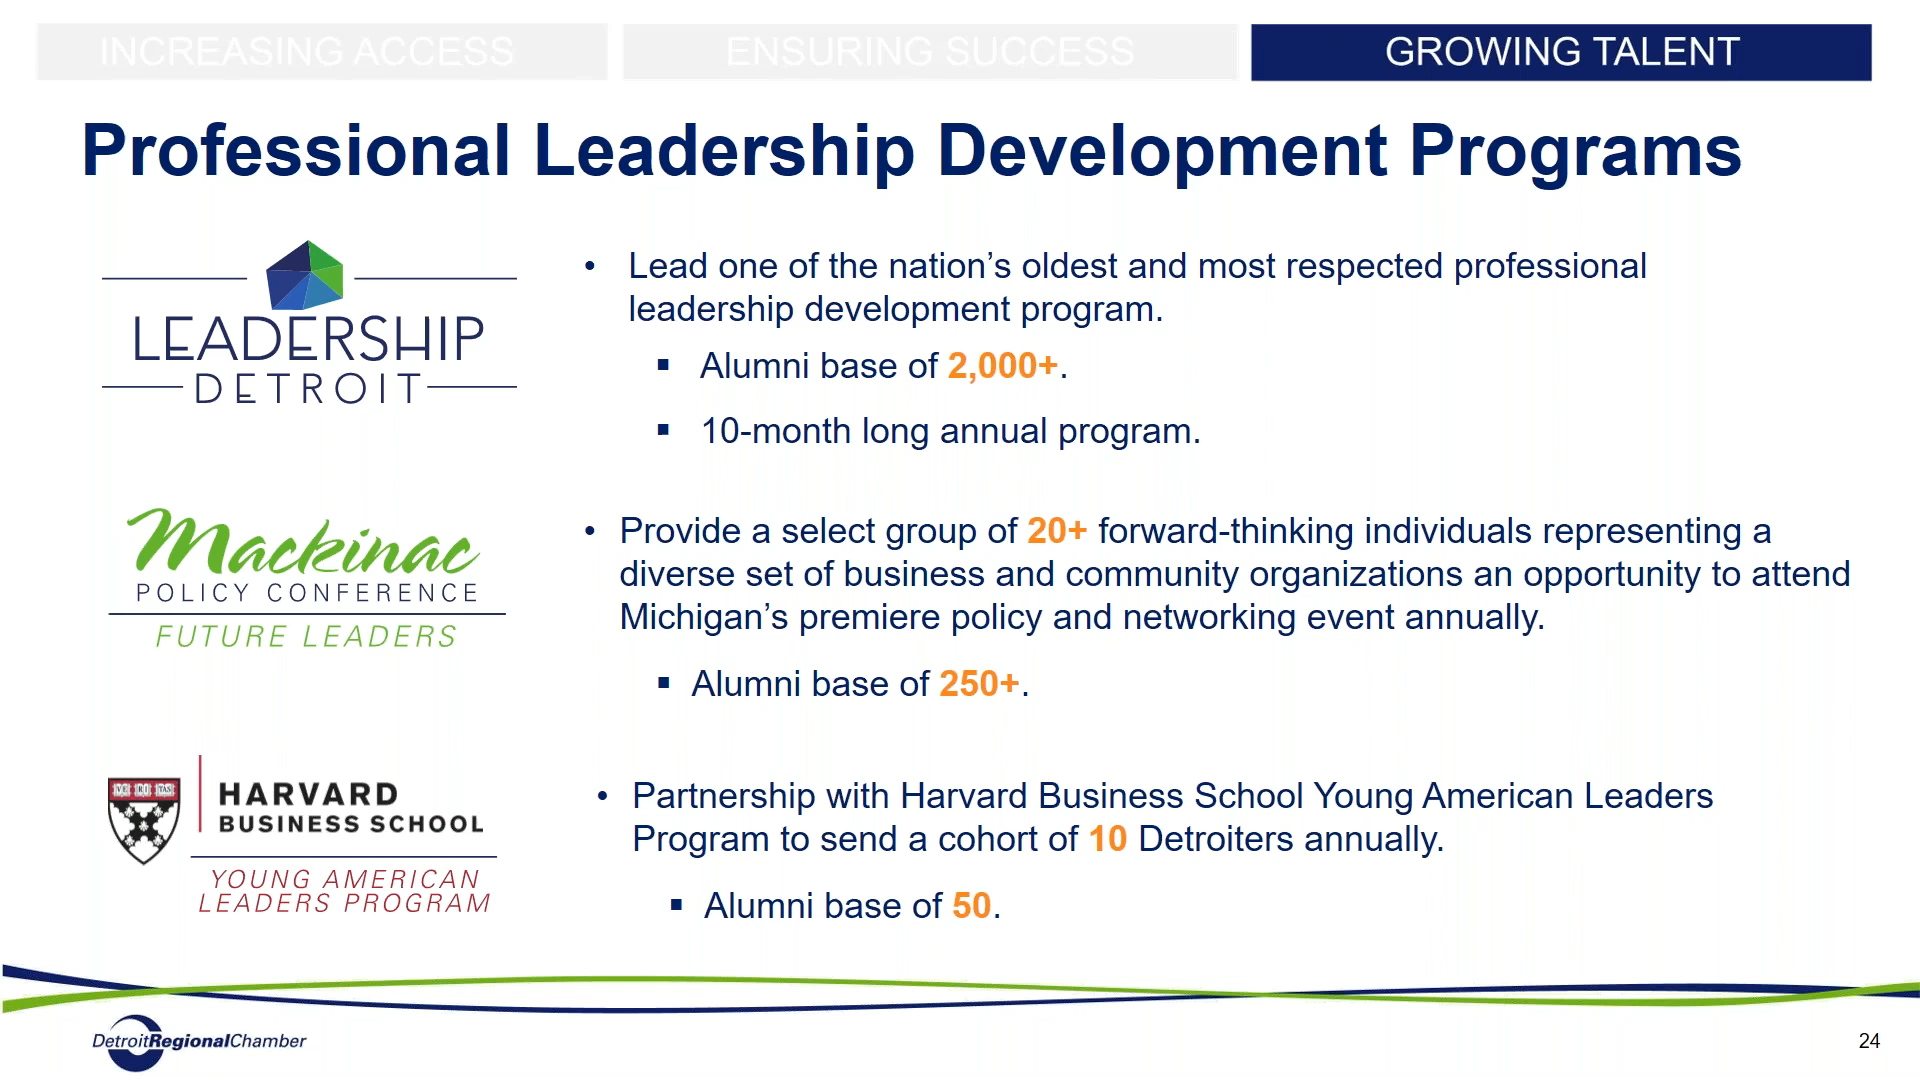 INCREASING ACCESS
ENSURING SUCCESS
GROWING TALENT
Professional Leadership Development Programs
LEADERSHIP
DETROIT
• Lead one of the nation’s oldest and most respected professional
leadership development program.
▪ Alumni base of 2,000+.
▪ 10-month long annual program.
Mackinac
POLICY CONFERENCE
FUTURE LEADERS
• Provide a select group of 20+ forward-thinking individuals representing a
diverse set of business and community organizations an opportunity to attend
Michigan’s premiere policy and networking event annually.
▪ Alumni base of 250+.
VE RI TAS
HARVARD
BUSINESS SCHOOL
YOUNG AMERICAN
LEADERS PROGRAM
• Partnership with Harvard Business School Young American Leaders
Program to send a cohort of 10 Detroiters annually.
▪ Alumni base of 50.
DetroitRegionalChamber
24